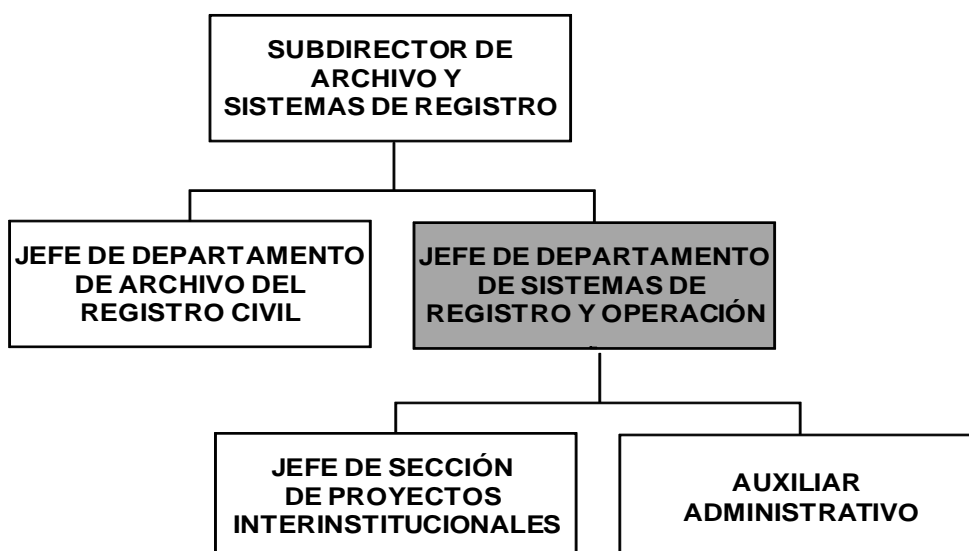 SUBDIRECTOR DE
ARCHIVO Y
SISTEMAS DE REGISTRO
JEFE DE DEPARTAMENTO
DE ARCHIVO DEL
REGISTRO CIVIL
JEFE DE DEPARTAMENTO
DE SISTEMAS DE
REGISTRO Y OPERACIÓN
JEFE DE SECCIÓN
DE PROYECTOS
INTERINSTITUCIONALES
AUXILIAR
ADMINISTRATIVO